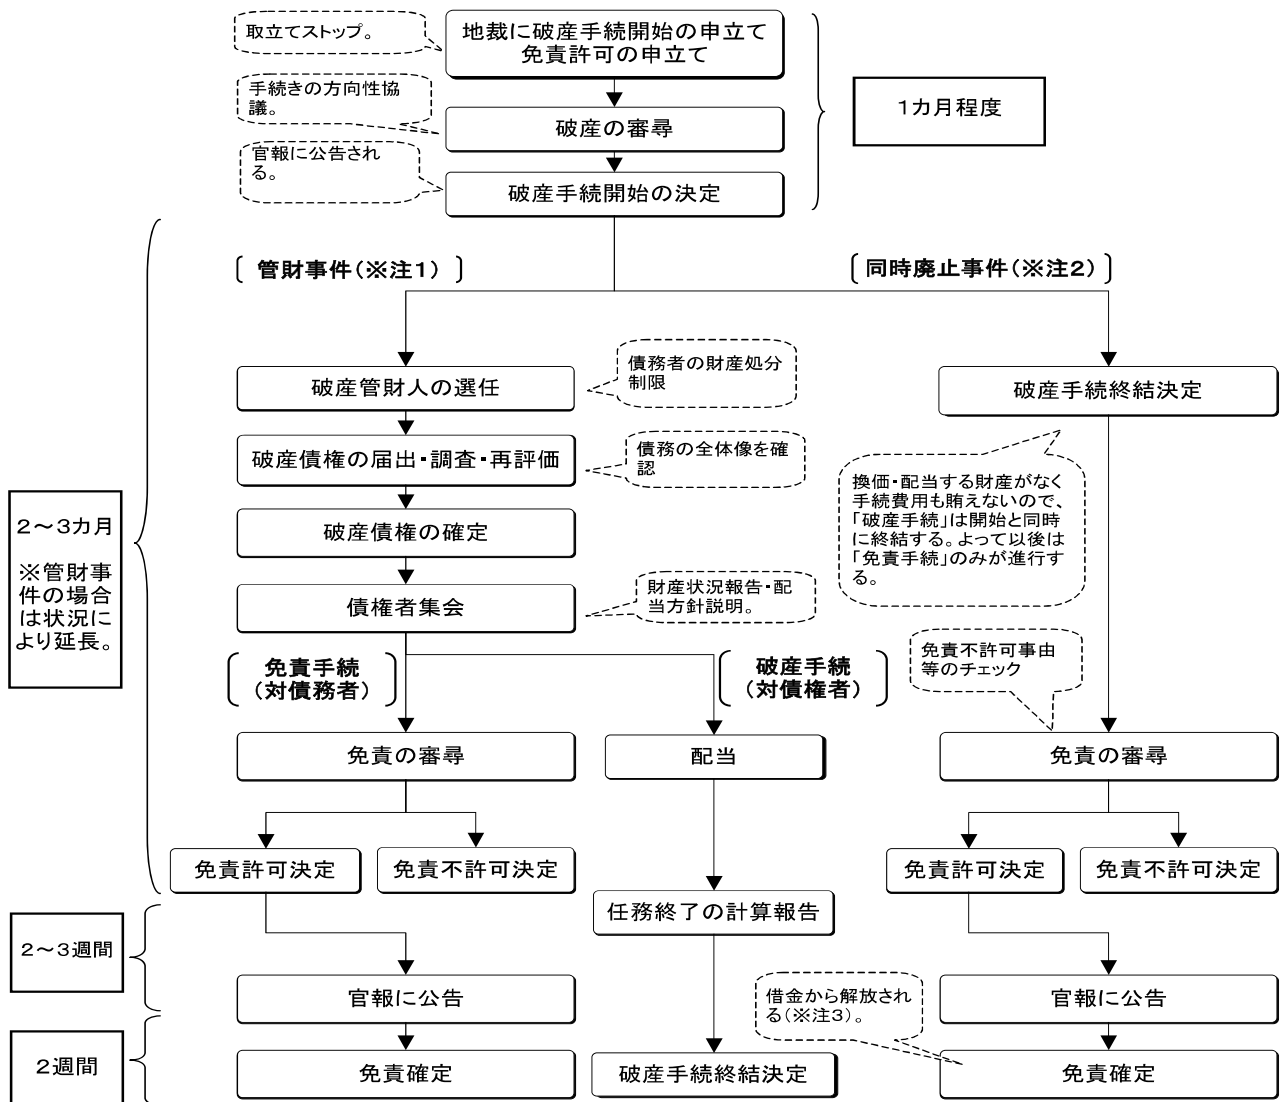 取立てストップ。
地裁に破産手続開始の申立て
免責許可の申立て
手続きの方向性協
議。
1カ月程度
破産の審尋
官報に公告され
る。
破産手続開始の決定
管財事件(※注1)
同時廃止事件(※注2)
債務者の財産処分
制限
破産管財人の選任
破産手続終結決定
破産債権の届出・調査・再評価
債務の全体像を確
認
換価・配当する財産がなく
手続費用も賄えないので、
「破産手続」は開始と同時
に終結する。よって以後は
「免責手続」のみが進行す
る。
2～3カ月
※管財事
件の場合
は状況に
より延長。
破産債権の確定
債権者集会
財産状況報告・配
当方針説明。
免責手続
(対債務者)
破産手続
(対債権者)
免責不許可事由
等のチェック
免責の審尋
配当
免責の審尋
免責許可決定
免責不許可決定
免責許可決定
免責不許可決定
任務終了の計算報告
2～3週間
官報に公告
借金から解放され
る(※注3)。
官報に公告
2週間
免責確定
破産手続終結決定
免責確定